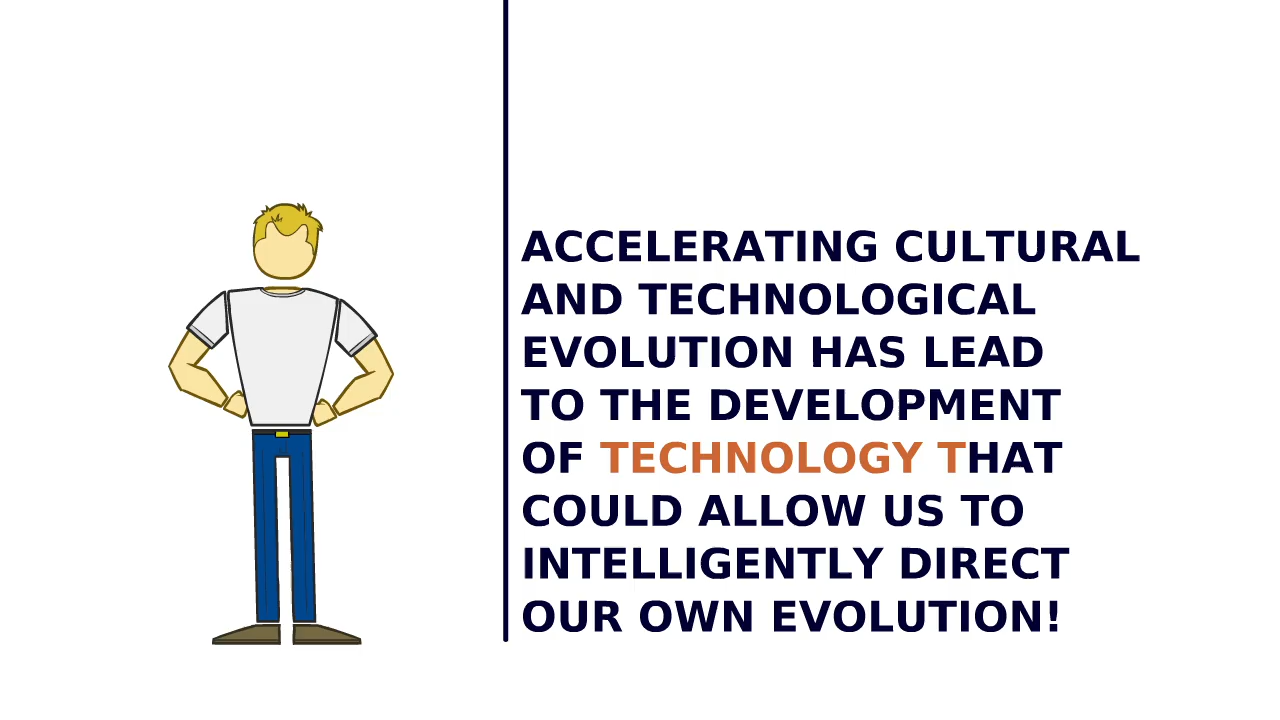 ACCELERATING CULTURAL
AND TECHNOLOGICAL
EVOLUTION HAS LEAD
TO THE DEVELOPMENT
OF TECHNOLOGY THAT
COULD ALLOW US TO
INTELLIGENTLY DIRECT
OUR OWN EVOLUTION!